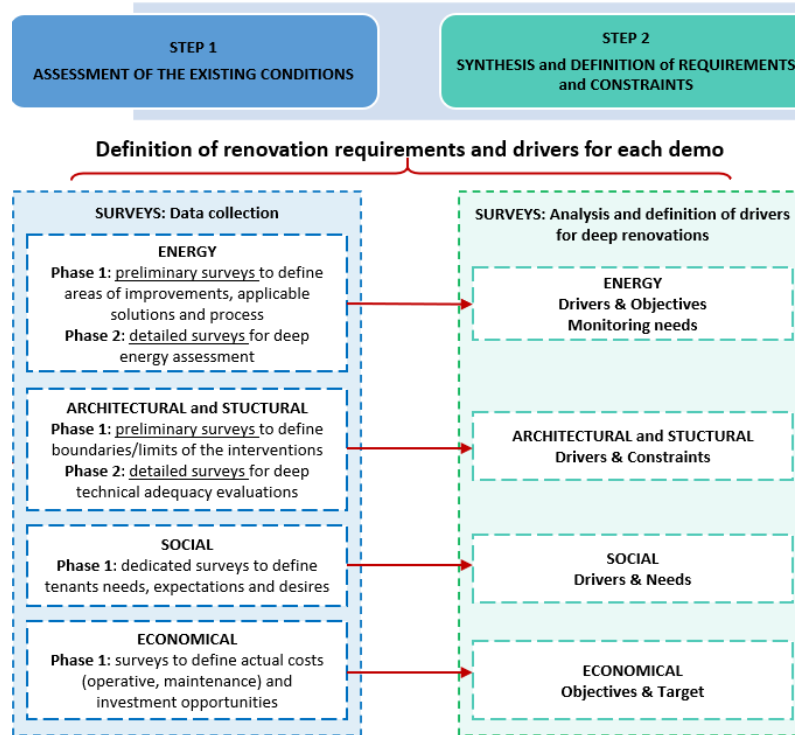 STEP 1
ASSESSMENT OF THE EXISTING CONDITIONS
STEP 2
SYNTHESIS and DEFINITION of REQUIREMENTS
and CONSTRAINTS
Definition of renovation requirements and drivers for each demo
SURVEYS: Data collection
ENERGY
Phase 1: preliminary surveys to define
areas of improvements, applicable
solutions and process
Phase 2: detailed surveys for deep
energy assessment
ARCHITECTURAL and STUCTURAL
Phase 1: preliminary surveys to define
boundaries/limits of the interventions
Phase 2: detailed surveys for deep
technical adequacy evaluations
SOCIAL
Phase 1: dedicated surveys to define
tenants needs, expectations and desires
ECONOMICAL
Phase 1: surveys to define actual costs
(operative, maintenance) and
investment opportunities
SURVEYS: Analysis and definition of drivers
for deep renovations
ENERGY
Drivers & Objectives
Monitoring needs
ARCHITECTURAL and STUCTURAL
Drivers & Constraints
SOCIAL
Drivers & Needs
ECONOMICAL
Objectives & Target